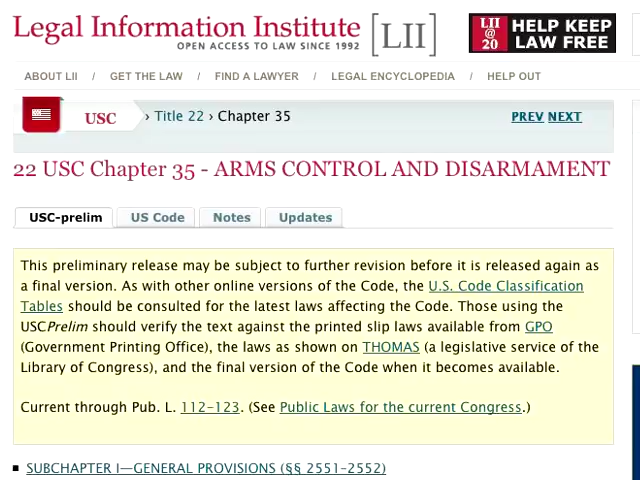 Legal Information Institute [LII]
OPEN ACCESS TO LAW SINCE 1992
LII @ 20 HELP KEEP LAW FREE
ABOUT LII / GET THE LAW / FIND A LAWYER / LEGAL ENCYCLOPEDIA / HELP OUT
USC › Title 22 › Chapter 35 PREV NEXT
22 USC Chapter 35 - ARMS CONTROL AND DISARMAMENT
USC-prelim US Code Notes Updates
This preliminary release may be subject to further revision before it is released again as
a final version. As with other online versions of the Code, the U.S. Code Classification
Tables should be consulted for the latest laws affecting the Code. Those using the
USCPrelim should verify the text against the printed slip laws available from GPO
(Government Printing Office), the laws as shown on THOMAS (a legislative service of the
Library of Congress), and the final version of the Code when it becomes available.
Current through Pub. L. 112-123. (See Public Laws for the current Congress.)
SUBCHAPTER I—GENERAL PROVISIONS (§§ 2551–2552)